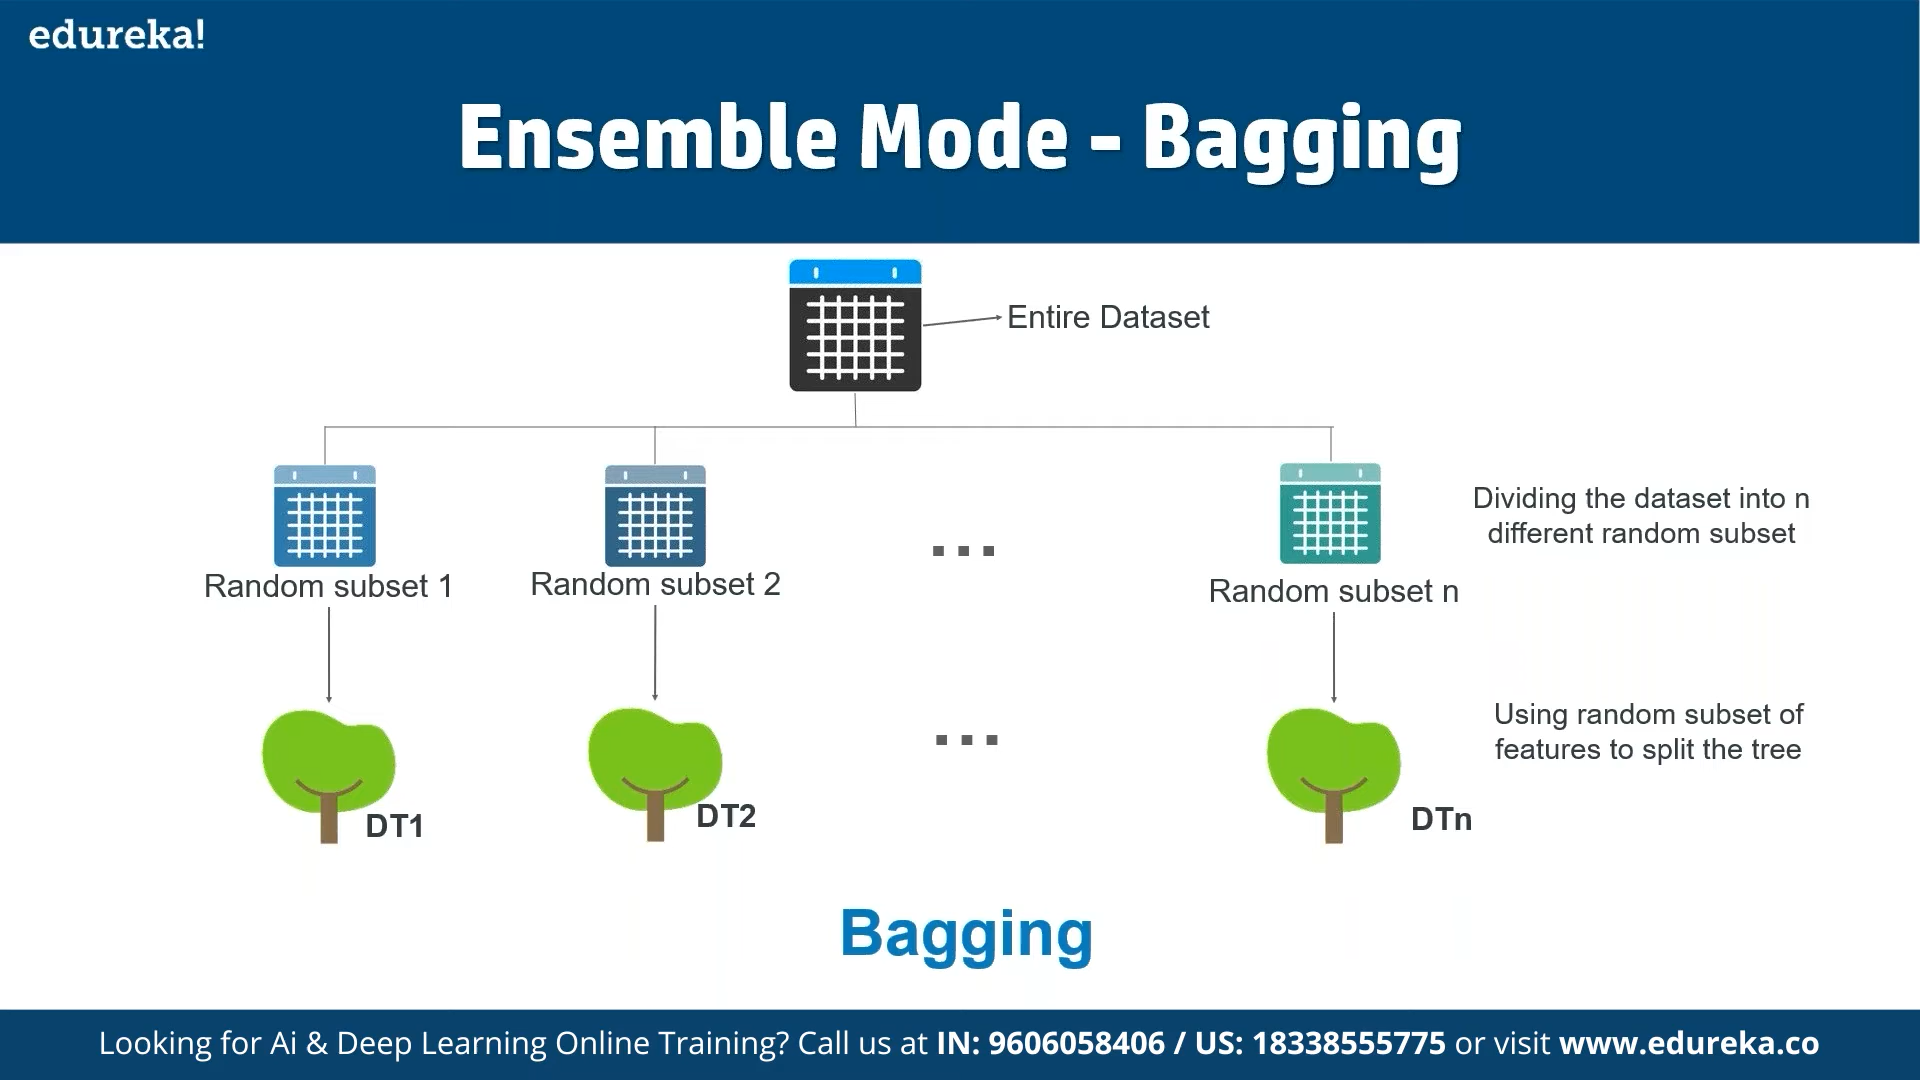 edureka!
Ensemble Mode - Bagging
Entire Dataset
Dividing the dataset into n
different random subset
Random subset 1
Random subset 2
...
Random subset n
Using random subset of
features to split the tree
...
DT1
DT2
DTn
Bagging
Looking for Ai & Deep Learning Online Training? Call us at IN: 9606058406 / US: 18338555775 or visit www.edureka.co